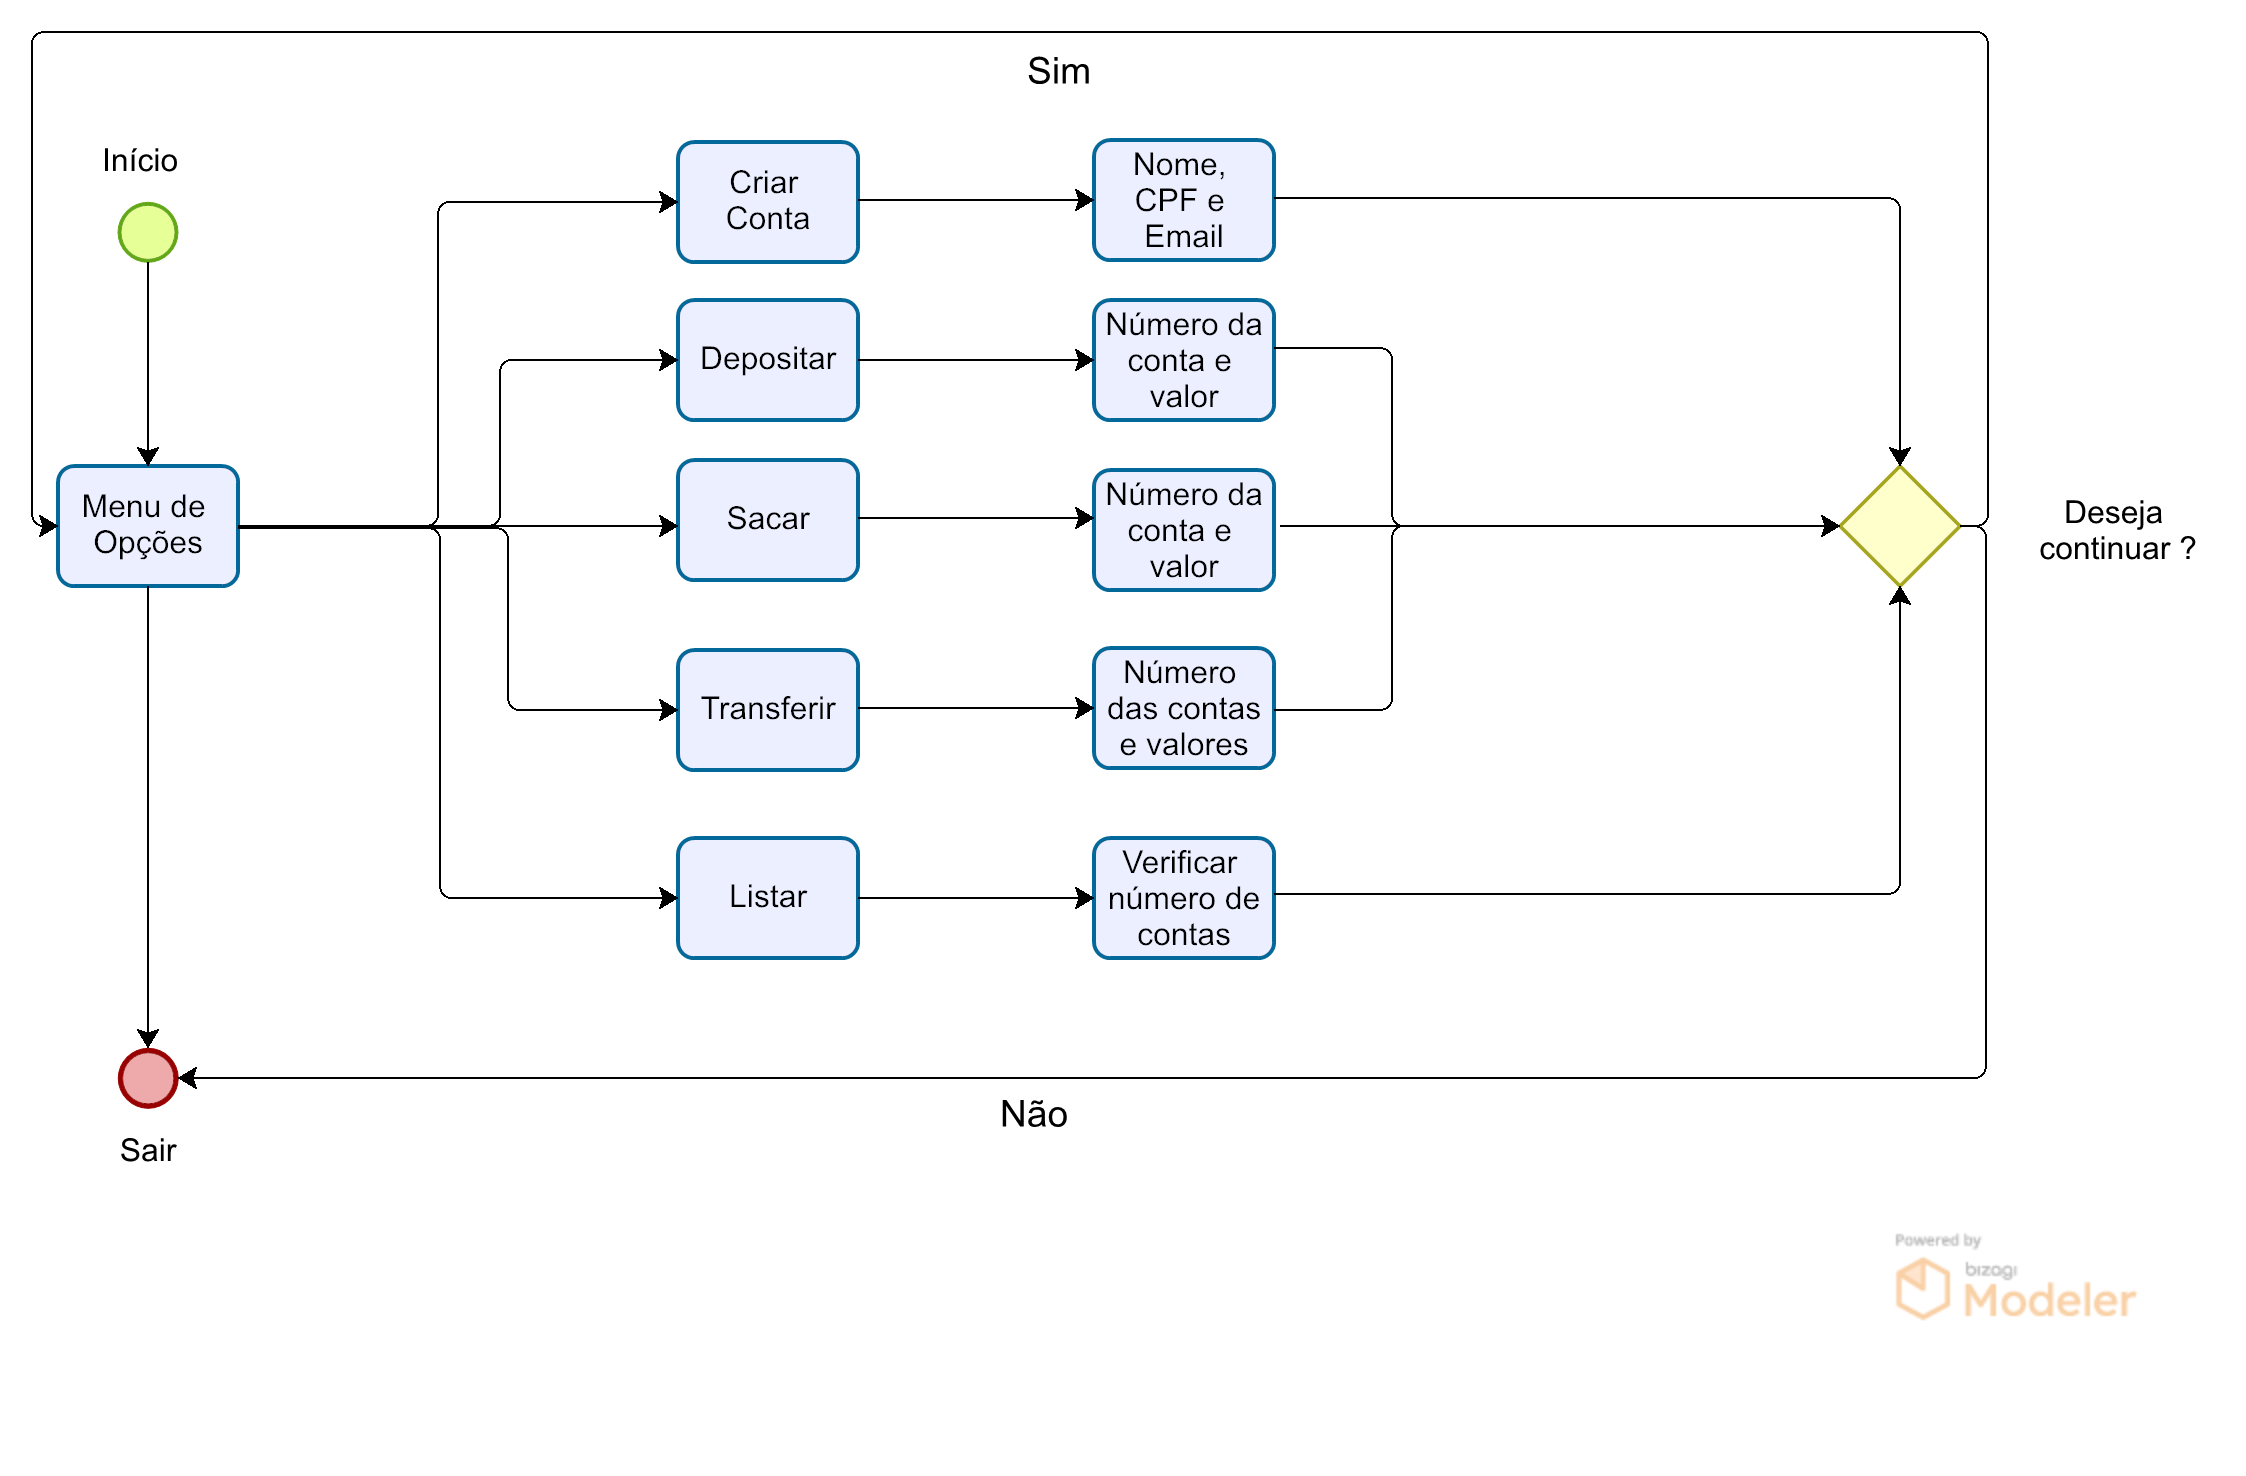 Sim
Início
Criar
Conta
Nome,
CPF e
Email
Depositar
Número da
conta e
valor
Menu de
Opções
Sacar
Número da
conta e
valor
Deseja
continuar ?
Transferir
Número
das contas
e valores
Listar
Verificar
número de
contas
Não
Sair
Powered by
bizagi
Modeler